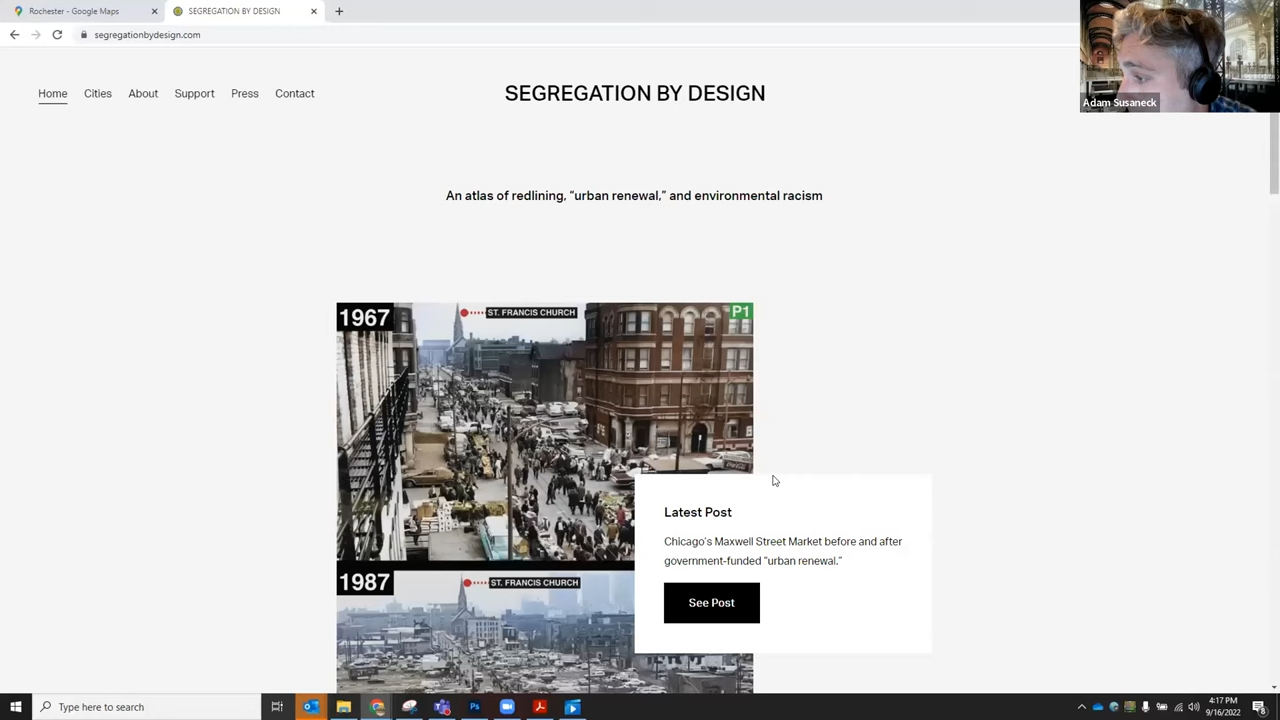 Rochester - Google Maps
SEGREGATION BY DESIGN
segregationbydesign.com
Adam Susaneck
Home
Cities
About
Support
Press
Contact
SEGREGATION BY DESIGN
An atlas of redlining, “urban renewal,” and environmental racism
1967
ST. FRANCIS CHURCH
P1
Latest Post
Chicago’s Maxwell Street Market before and after
government-funded “urban renewal.”
See Post
1987
ST. FRANCIS CHURCH
Type here to search
4:17 PM
9/16/2022